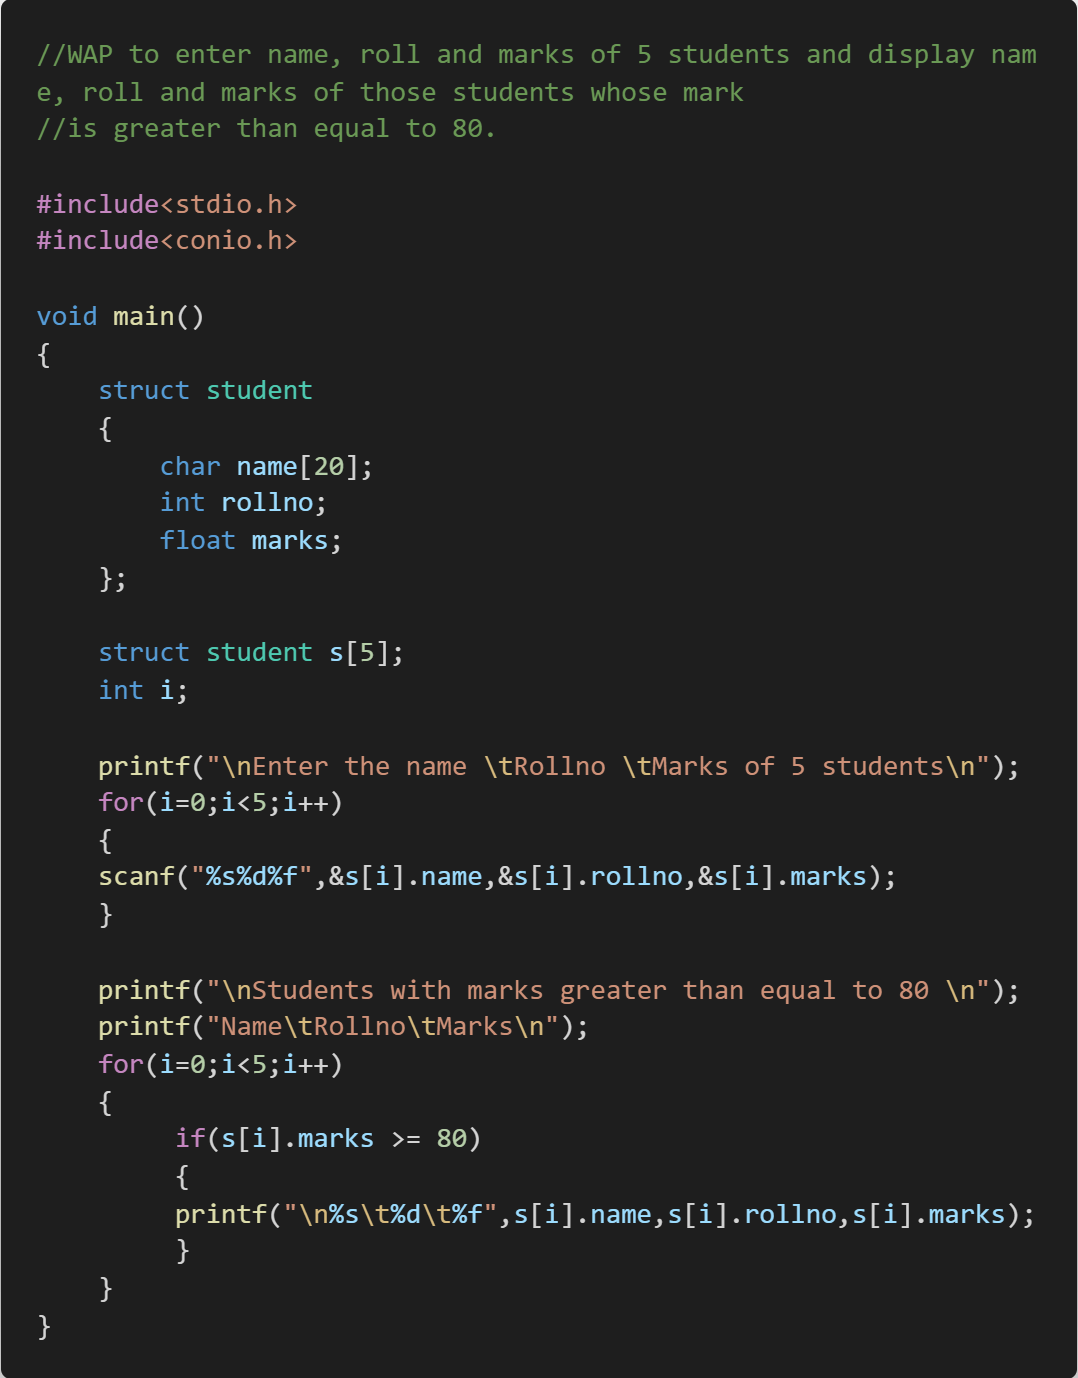 //WAP to enter name, roll and marks of 5 students and display nam
e, roll and marks of those students whose mark
//is greater than equal to 80.

#include<stdio.h>
#include<conio.h>

void main()
{
    struct student
    {
        char name[20];
        int rollno;
        float marks;
    };

    struct student s[5];
    int i;

    printf("\nEnter the name \tRollno \tMarks of 5 students\n");
    for(i=0;i<5;i++)
    {
    scanf("%s%d%f",&s[i].name,&s[i].rollno,&s[i].marks);
    }

    printf("\nStudents with marks greater than equal to 80 \n");
    printf("Name\tRollno\tMarks\n");
    for(i=0;i<5;i++)
    {
         if(s[i].marks >= 80)
         {
         printf("\n%s\t%d\t%f",s[i].name,s[i].rollno,s[i].marks);
         }
    }
}